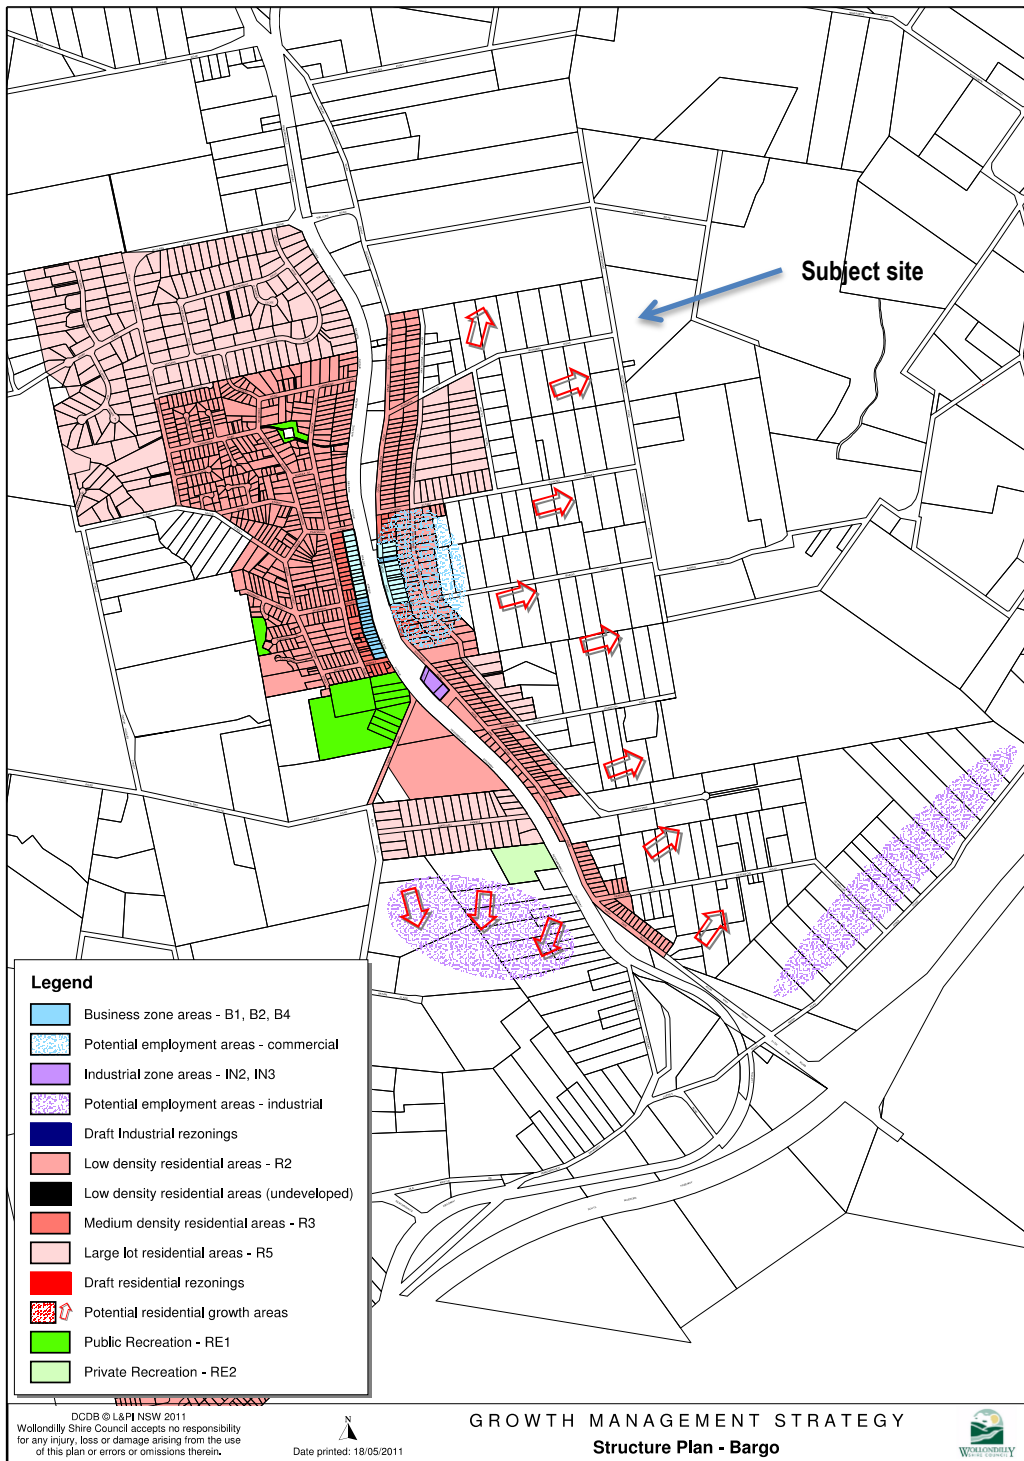 Subject site
Legend
Business zone areas - B1, B2, B4
Potential employment areas - commercial
Industrial zone areas - IN2, IN3
Potential employment areas - industrial
Draft Industrial rezonings
Low density residential areas - R2
Low density residential areas (undeveloped)
Medium density residential areas - R3
Large lot residential areas - R5
Draft residential rezonings
Potential residential growth areas
Public Recreation - RE1
Private Recreation - RE2
DCDB © L&PI NSW 2011
Wollondilly Shire Council accepts no responsibility
for any injury, loss or damage arising from the use
of this plan or errors or omissions therein.
N
Date printed: 18/05/2011
GROWTH MANAGEMENT STRATEGY
Structure Plan - Bargo
WOLLONDILLY
SHIRE COUNCIL